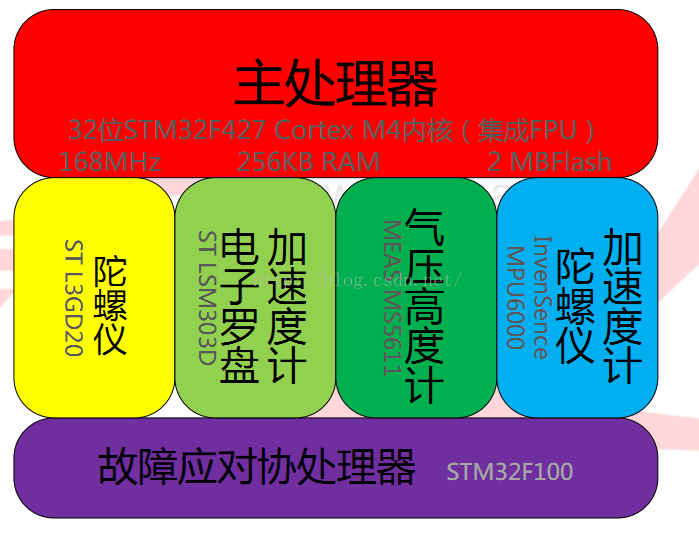 主处理器
32位STM32F427 Cortex M4内核（集成FPU）
168MHz 256KB RAM 2 MBFlash
陀螺仪
ST L3GD20
加速度计
电子罗盘
ST LSM303D
气压高度计
MEAS MS5611
加速度计
陀螺仪
InvenSence
MPU6000
故障应对协处理器 STM32F100